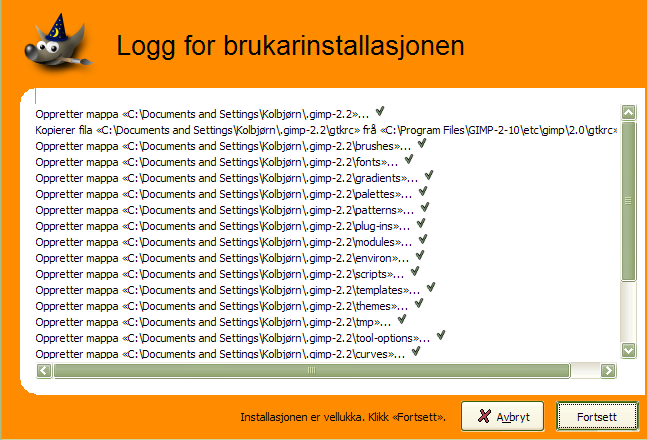 Logg for brukarinstallasjonen
Oppretter mappa «C:\Documents and Settings\Kolbjørn\.gimp-2.2»...
Kopierer fila «C:\Documents and Settings\Kolbjørn\.gimp-2.2\gtkrc» frå «C:\Program Files\GIMP-2-10\etc\gimp\2.0\gtkrc»
Oppretter mappa «C:\Documents and Settings\Kolbjørn\.gimp-2.2\brushes»...
Oppretter mappa «C:\Documents and Settings\Kolbjørn\.gimp-2.2\fonts»...
Oppretter mappa «C:\Documents and Settings\Kolbjørn\.gimp-2.2\gradients»...
Oppretter mappa «C:\Documents and Settings\Kolbjørn\.gimp-2.2\palettes»...
Oppretter mappa «C:\Documents and Settings\Kolbjørn\.gimp-2.2\patterns»...
Oppretter mappa «C:\Documents and Settings\Kolbjørn\.gimp-2.2\plug-ins»...
Oppretter mappa «C:\Documents and Settings\Kolbjørn\.gimp-2.2\modules»...
Oppretter mappa «C:\Documents and Settings\Kolbjørn\.gimp-2.2\environ»...
Oppretter mappa «C:\Documents and Settings\Kolbjørn\.gimp-2.2\scripts»...
Oppretter mappa «C:\Documents and Settings\Kolbjørn\.gimp-2.2\templates»...
Oppretter mappa «C:\Documents and Settings\Kolbjørn\.gimp-2.2\themes»...
Oppretter mappa «C:\Documents and Settings\Kolbjørn\.gimp-2.2\tmp»...
Oppretter mappa «C:\Documents and Settings\Kolbjørn\.gimp-2.2\tool-options»...
Oppretter mappa «C:\Documents and Settings\Kolbjørn\.gimp-2.2\curves»...
Installasjonen er vellukka. Klikk «Fortsett».
Avbryt
Fortsett